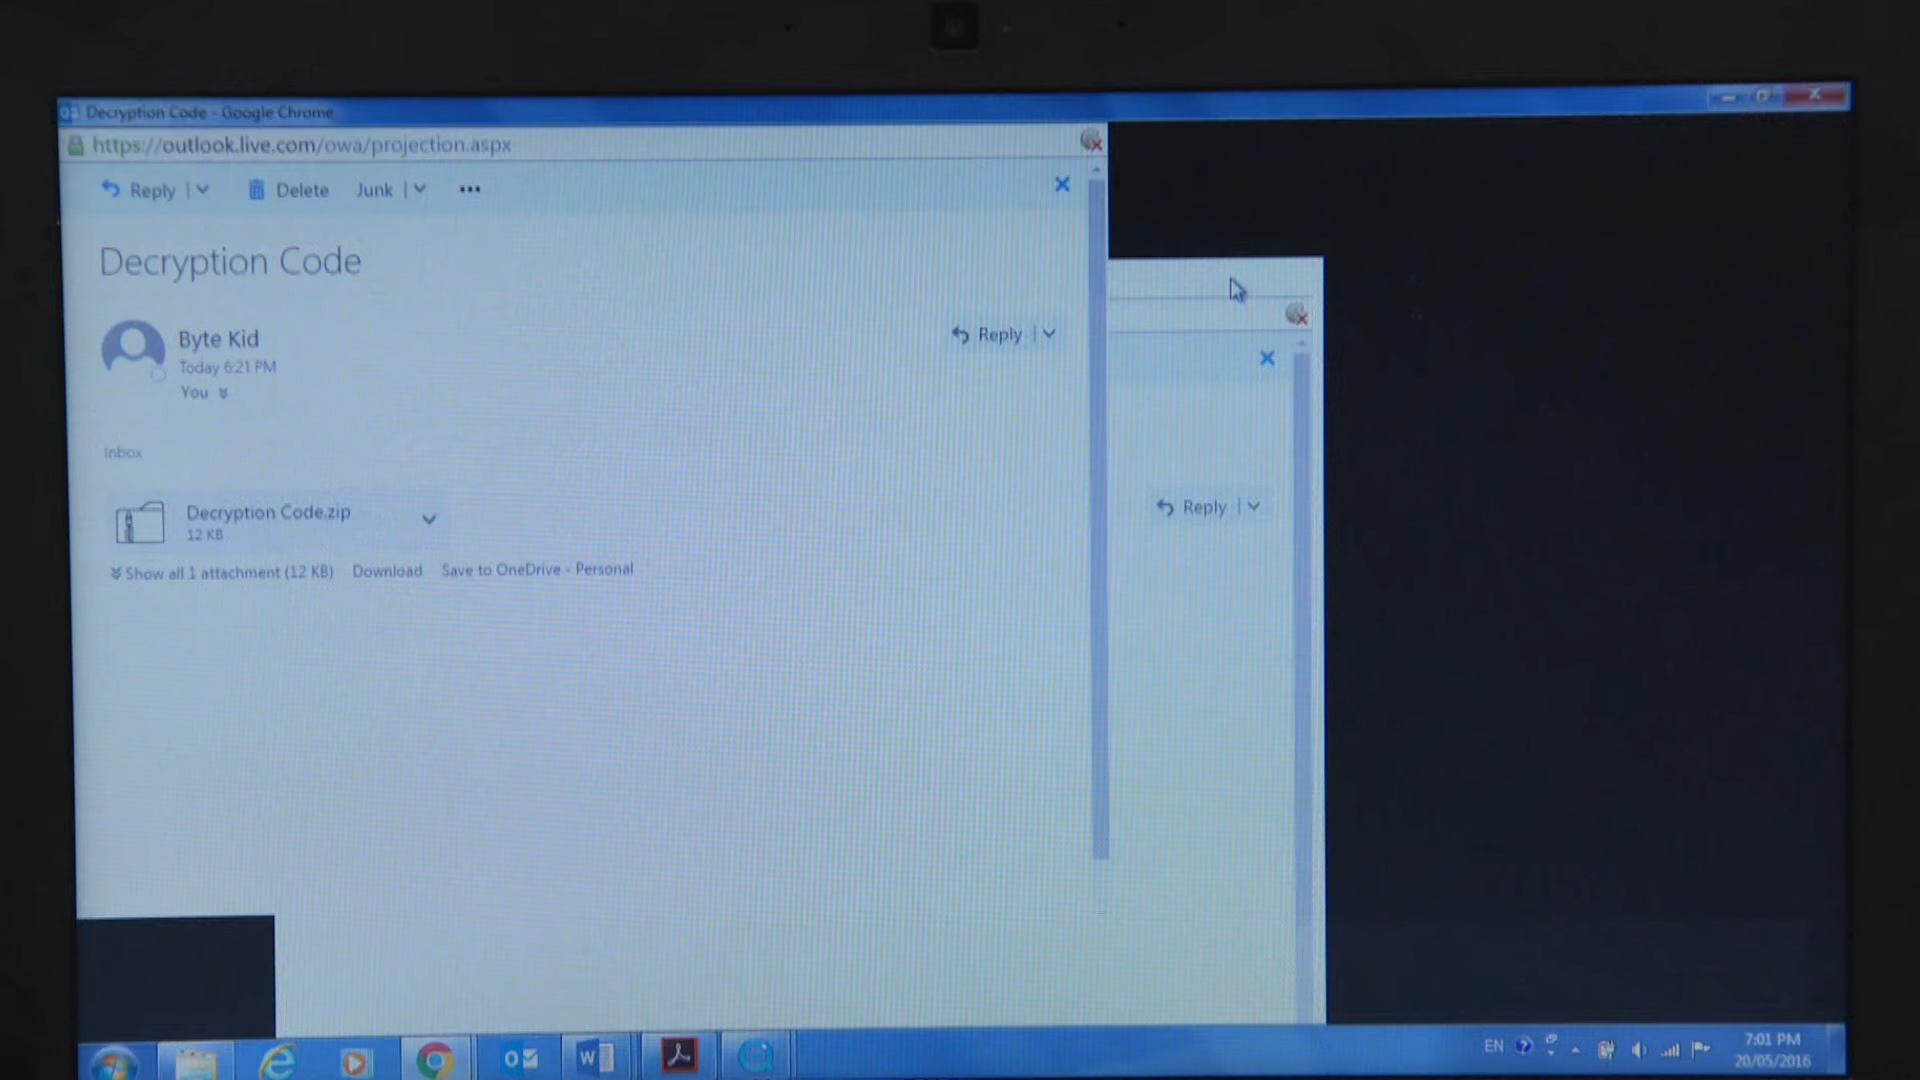 Decryption Code - Google Chrome
https://outlook.live.com/owa/projection.aspx
Reply Delete Junk •••
Decryption Code
Byte Kid
Reply
Today 6:21 PM
You
Inbox
Decryption Code.zip
12 KB
Reply
Show all 1 attachment (12 KB) Download Save to OneDrive - Personal
EN
7:01 PM
20/05/2016